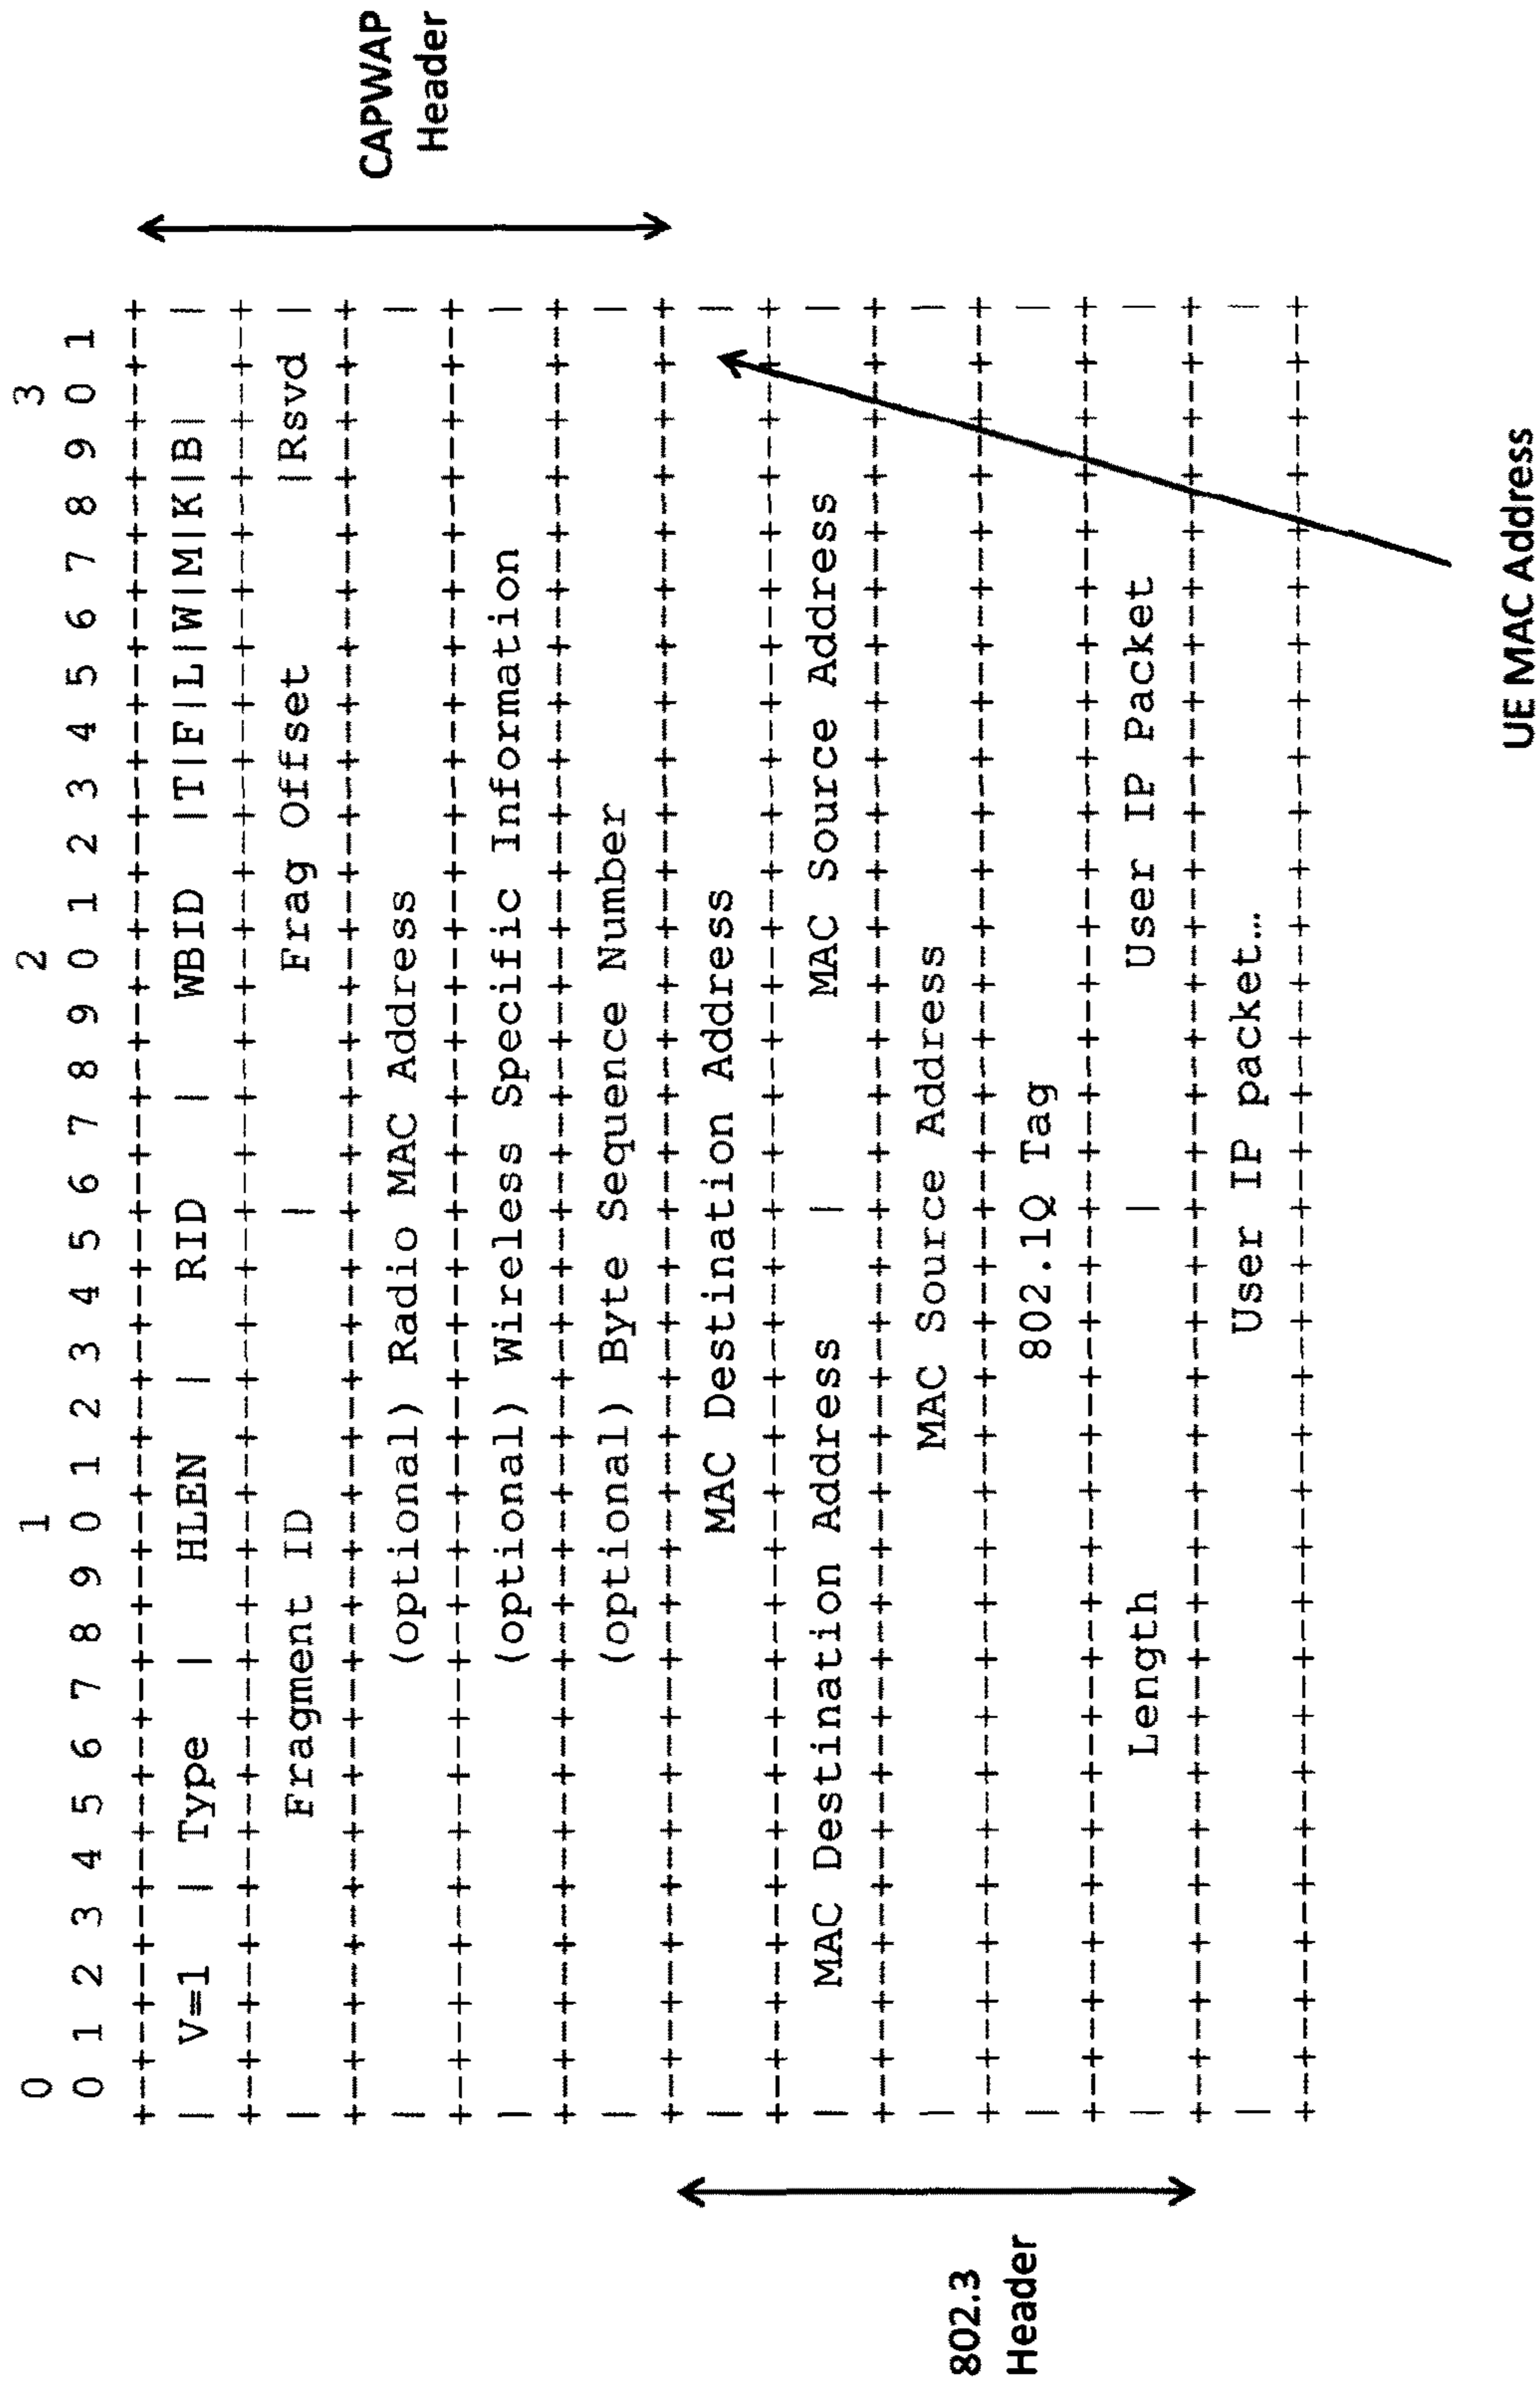 0 1 2 3
0 1 2 3 4 5 6 7 8 9 0 1 2 3 4 5 6 7 8 9 0 1 2 3 4 5 6 7 8 9 0 1
+-+-+-+-+-+-+-+-+-+-+-+-+-+-+-+-+-+-+-+-+-+-+-+-+-+-+-+-+-+-+-+-+
| V=1 | Type | HLEN | RID | WBID |T|F|L|W|M|K|B| |
+-+-+-+-+-+-+-+-+-+-+-+-+-+-+-+-+-+-+-+-+-+-+-+-+-+-+-+-+-+-+-+-+
| Fragment ID | Frag Offset |Rsvd |
+-+-+-+-+-+-+-+-+-+-+-+-+-+-+-+-+-+-+-+-+-+-+-+-+-+-+-+-+-+-+-+-+
| (optional) Radio MAC Address |
+-+-+-+-+-+-+-+-+-+-+-+-+-+-+-+-+-+-+-+-+-+-+-+-+-+-+-+-+-+-+-+-+
| (optional) Wireless Specific Information |
+-+-+-+-+-+-+-+-+-+-+-+-+-+-+-+-+-+-+-+-+-+-+-+-+-+-+-+-+-+-+-+-+
| (optional) Byte Sequence Number |
+-+-+-+-+-+-+-+-+-+-+-+-+-+-+-+-+-+-+-+-+-+-+-+-+-+-+-+-+-+-+-+-+
| MAC Destination Address |
+-+-+-+-+-+-+-+-+-+-+-+-+-+-+-+-+-+-+-+-+-+-+-+-+-+-+-+-+-+-+-+-+
| MAC Destination Address | MAC Source Address |
+-+-+-+-+-+-+-+-+-+-+-+-+-+-+-+-+-+-+-+-+-+-+-+-+-+-+-+-+-+-+-+-+
| MAC Source Address |
+-+-+-+-+-+-+-+-+-+-+-+-+-+-+-+-+-+-+-+-+-+-+-+-+-+-+-+-+-+-+-+-+
| 802.1Q Tag |
+-+-+-+-+-+-+-+-+-+-+-+-+-+-+-+-+-+-+-+-+-+-+-+-+-+-+-+-+-+-+-+-+
| Length | User IP Packet |
+-+-+-+-+-+-+-+-+-+-+-+-+-+-+-+-+-+-+-+-+-+-+-+-+-+-+-+-+-+-+-+-+
| User IP packet… |
+-+-+-+-+-+-+-+-+-+-+-+-+-+-+-+-+-+-+-+-+-+-+-+-+-+-+-+-+-+-+-+-+
CAPWAP
Header
802.3
Header
UE MAC Address